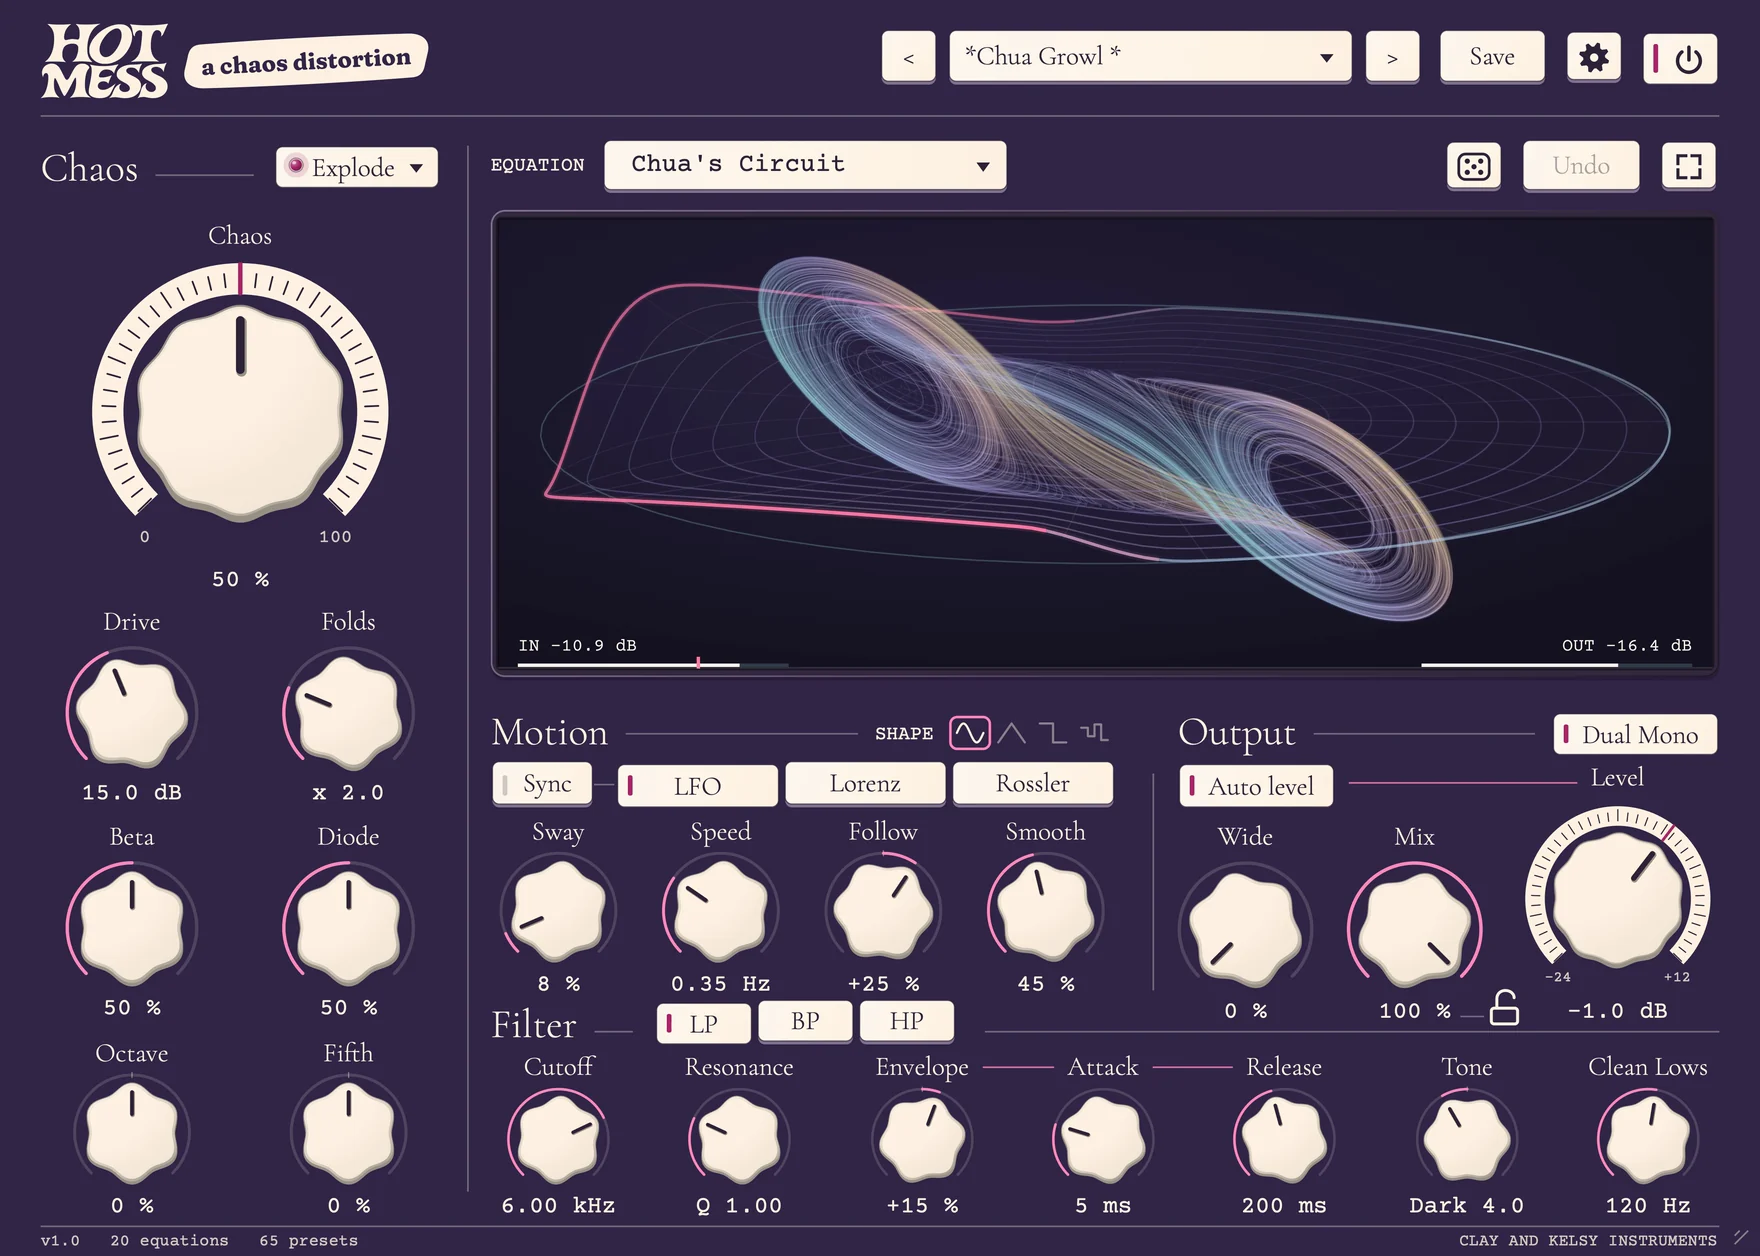 HOT
MESS
a chaos distortion
<
*Chua Growl *
>
Save
Chaos
Explode
EQUATION
Chua's Circuit
Undo
Chaos
0
100
50 %
Drive
Folds
15.0 dB
x 2.0
Beta
Diode
50 %
50 %
Octave
Fifth
0 %
0 %
IN -10.9 dB
OUT -16.4 dB
Motion
SHAPE
Sync
LFO
Lorenz
Rossler
Sway
Speed
Follow
Smooth
8 %
0.35 Hz
+25 %
45 %
Output
Dual Mono
Auto level
Level
Wide
Mix
-24
+12
0 %
100 %
-1.0 dB
Filter
LP
BP
HP
Cutoff
Resonance
Envelope
Attack
Release
Tone
Clean Lows
6.00 kHz
Q 1.00
+15 %
5 ms
200 ms
Dark 4.0
120 Hz
v1.0
20 equations
65 presets
CLAY AND KELSY INSTRUMENTS